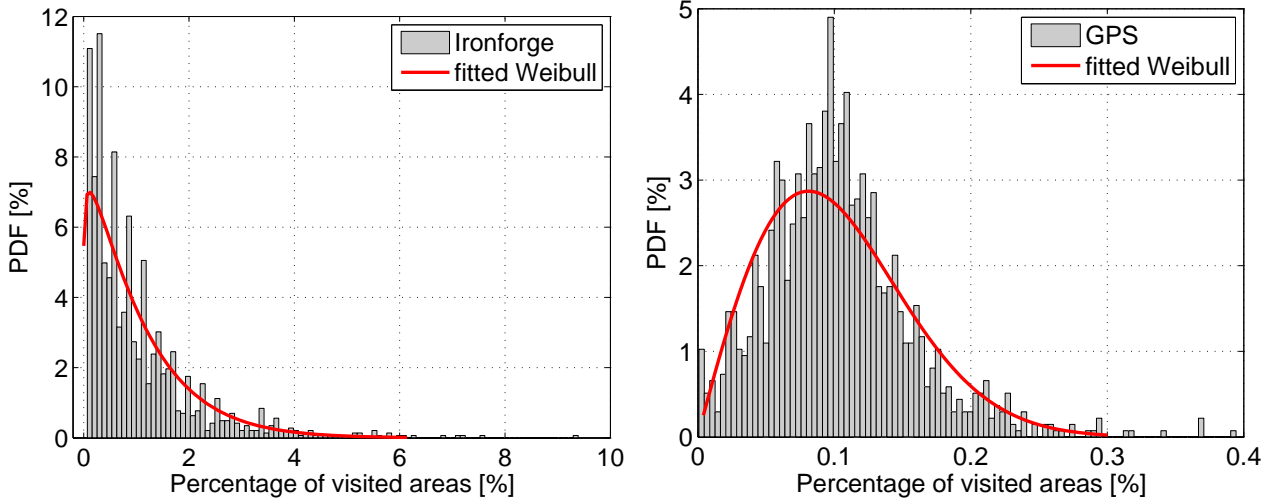 12
10
8
6
4
2
0
PDF [%]
Ironforge
fitted Weibull
0 2 4 6 8 10
Percentage of visited areas [%]
5
4
3
2
1
0
PDF [%]
GPS
fitted Weibull
0 0.1 0.2 0.3 0.4
Percentage of visited areas [%]